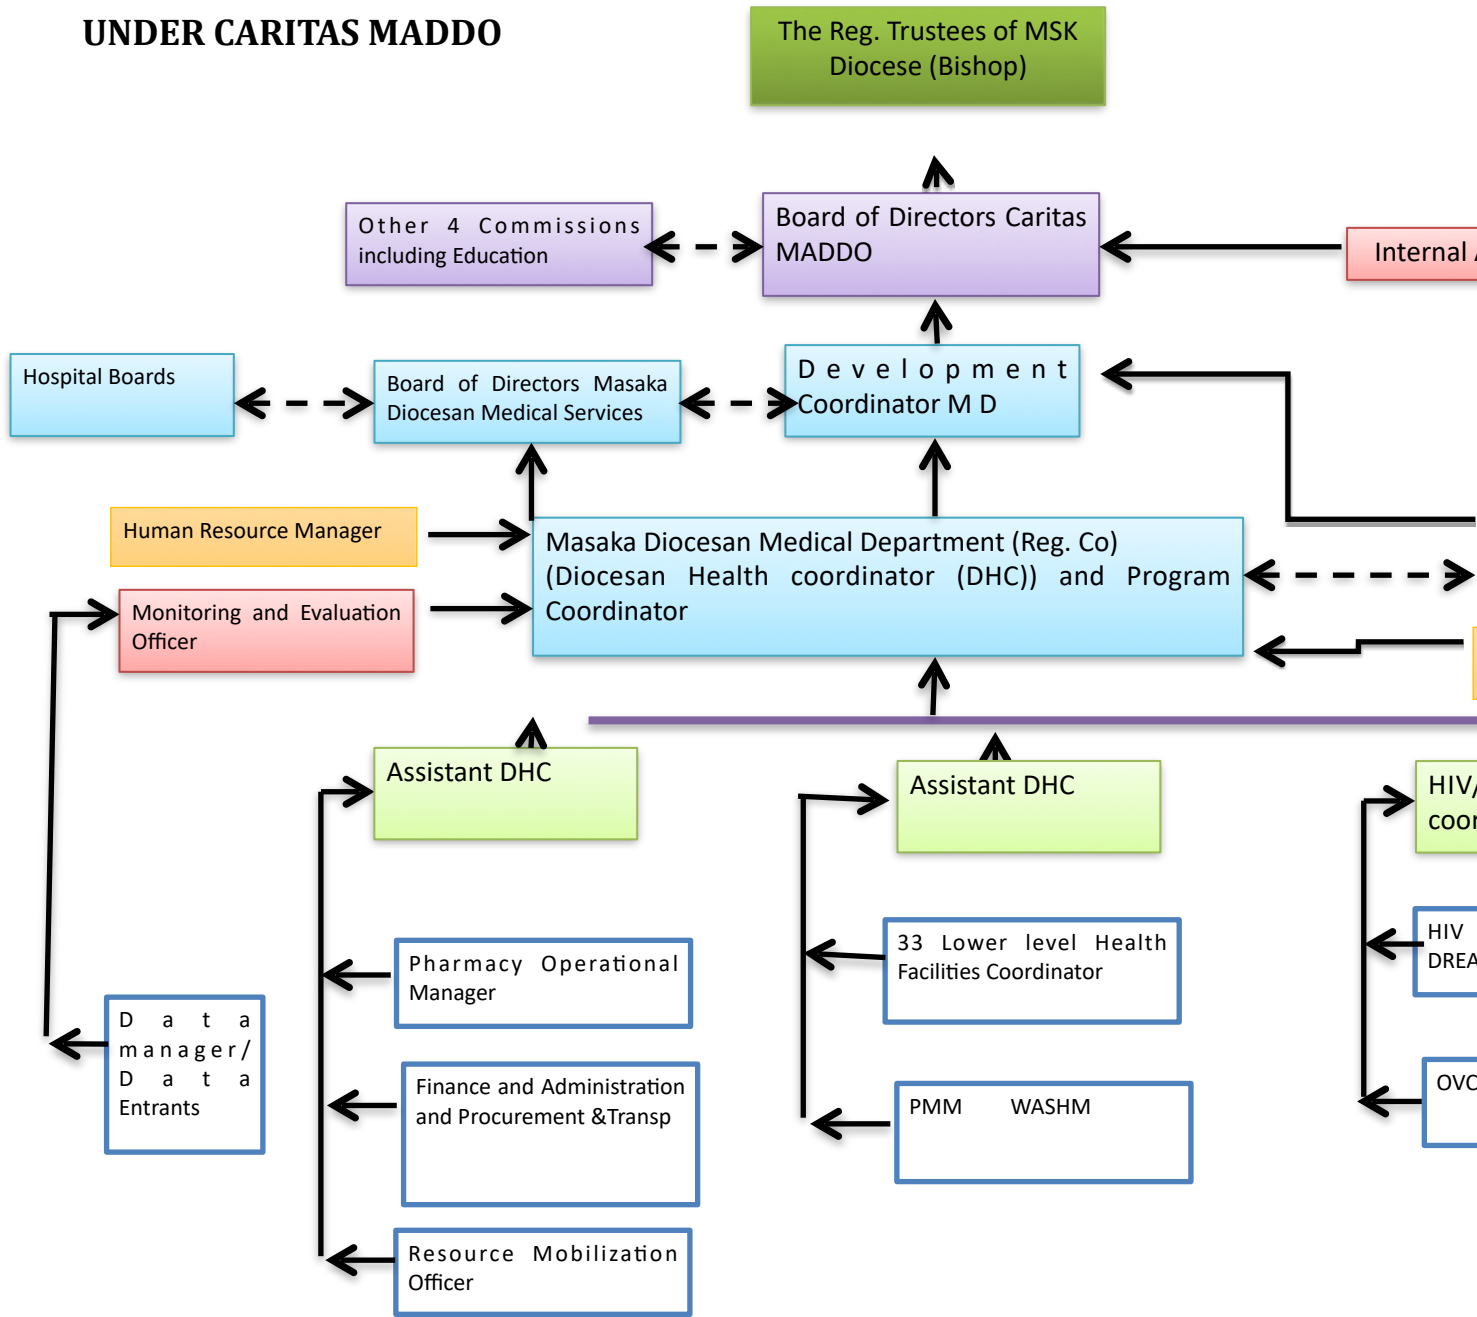 UNDER CARITAS MADDO
The Reg. Trustees of MSK
Diocese (Bishop)
Other 4 Commissions
including Education
Board of Directors Caritas
MADDO
Internal
Hospital Boards
Board of Directors Masaka
Diocesan Medical Services
Development
Coordinator M D
Human Resource Manager
Masaka Diocesan Medical Department (Reg. Co)
(Diocesan Health coordinator (DHC)) and Program
Coordinator
Monitoring and Evaluation
Officer
Assistant DHC
Assistant DHC
HIV/
coor
Pharmacy Operational
Manager
33 Lower level Health
Facilities Coordinator
HIV
DREA
Data
manager/
Data
Entrants
Finance and Administration
and Procurement &Transp
PMM WASHM
OVC
Resource Mobilization
Officer